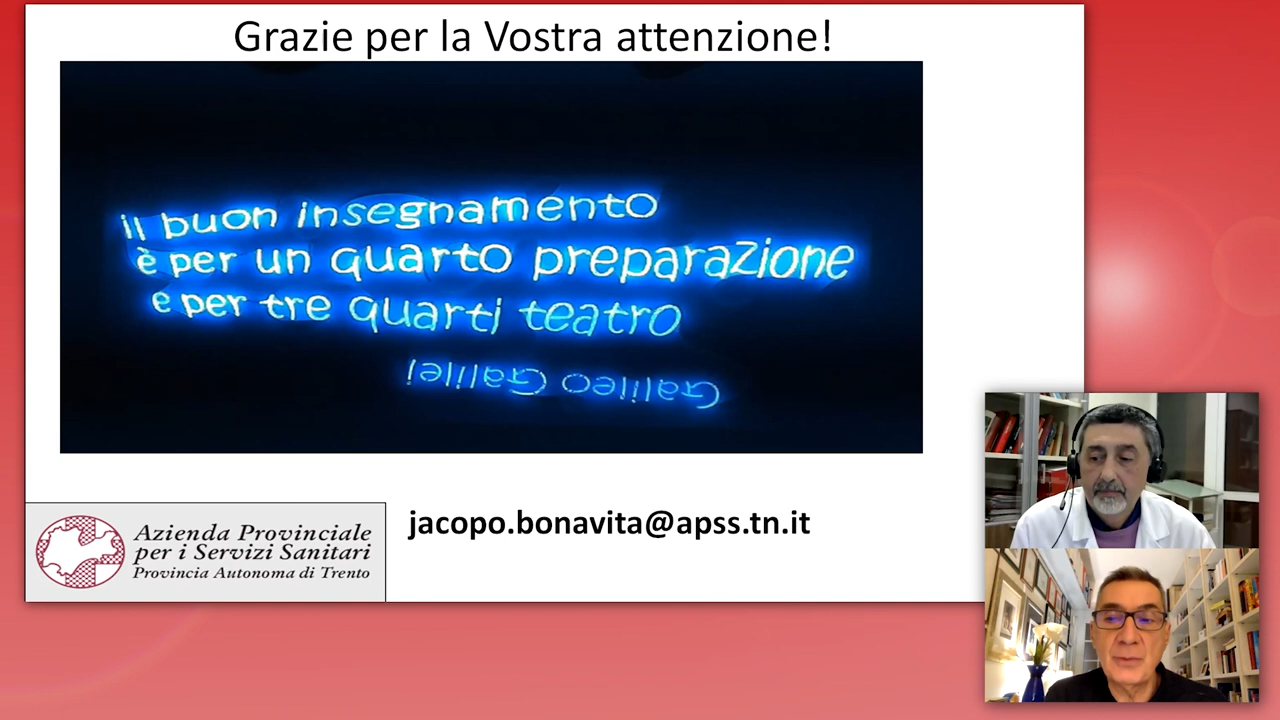 Grazie per la Vostra attenzione!
il buon insegnamento
è per un quarto preparazione
e per tre quarti teatro
Galileo Galilei
jacopo.bonavita@apss.tn.it
Azienda Provinciale
per i Servizi Sanitari
Provincia Autonoma di Trento